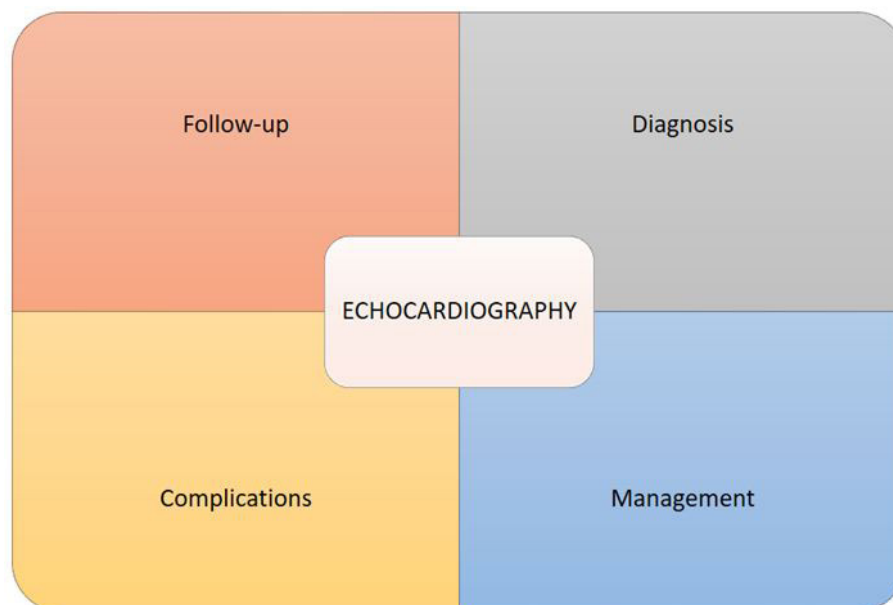 Follow-up
Diagnosis
ECHOCARDIOGRAPHY
Complications
Management